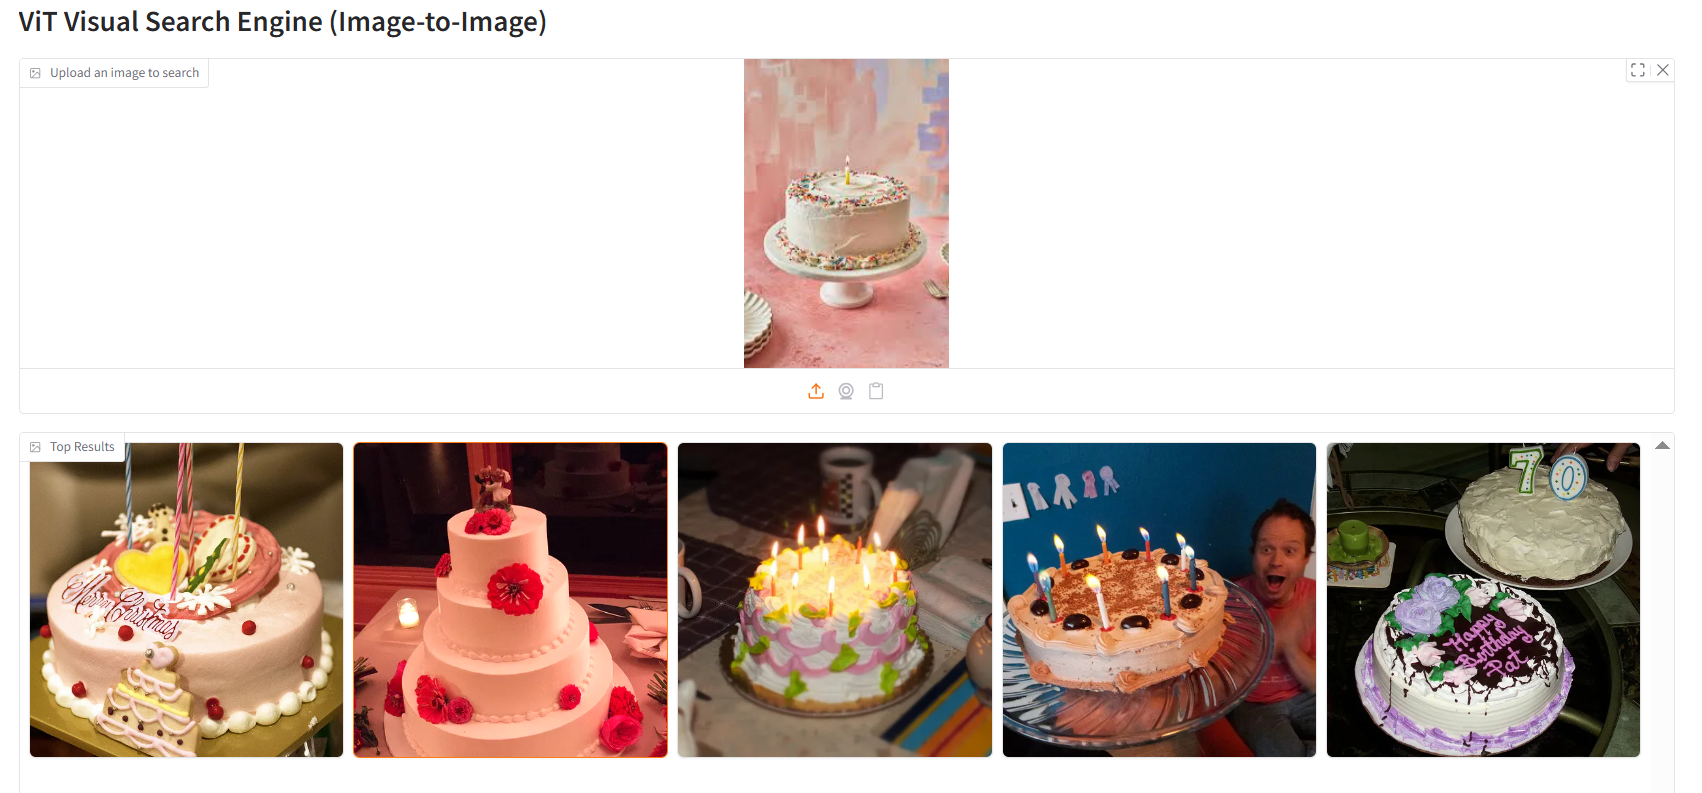 ViT Visual Search Engine (Image-to-Image)
Upload an image to search
Top Results
Merry Christmas
70
Happy
Birthday
Pat